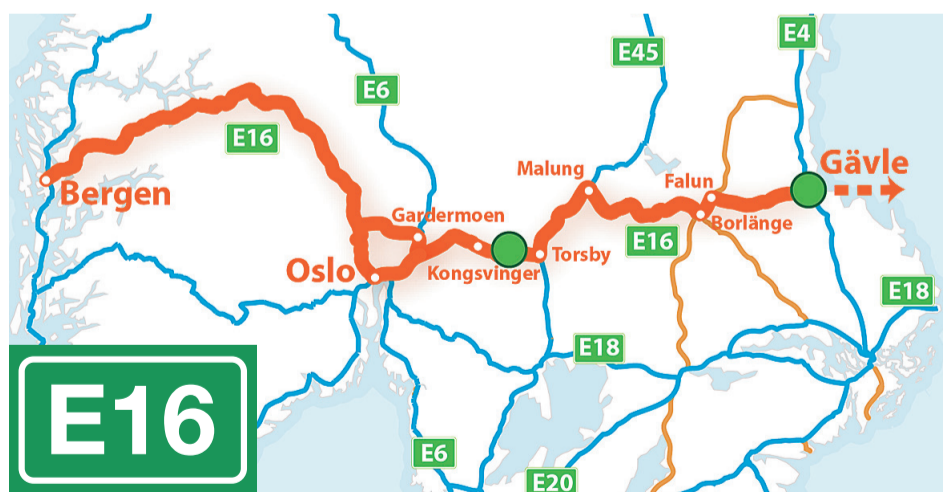 E4
E45
E6
E16
Gävle
Malung
Falun
Bergen
Gardermoen
Borlänge
E16
Torsby
Oslo
Kongsvinger
E18
E18
E16
E6
E20